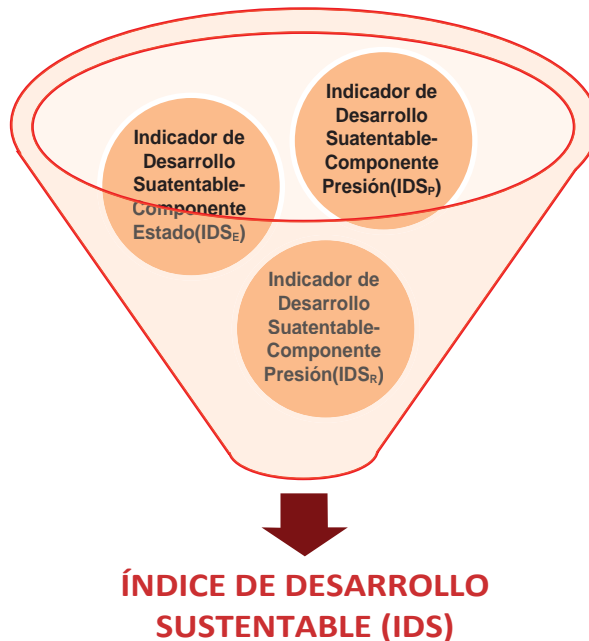 Indicador de
Desarrollo
Suatentable-
Componente
Estado(IDSE)
Indicador de
Desarrollo
Suatentable-
Componente
Presión(IDSP)
Indicador de
Desarrollo
Suatentable-
Componente
Presión(IDSR)
ÍNDICE DE DESARROLLO
SUSTENTABLE (IDS)